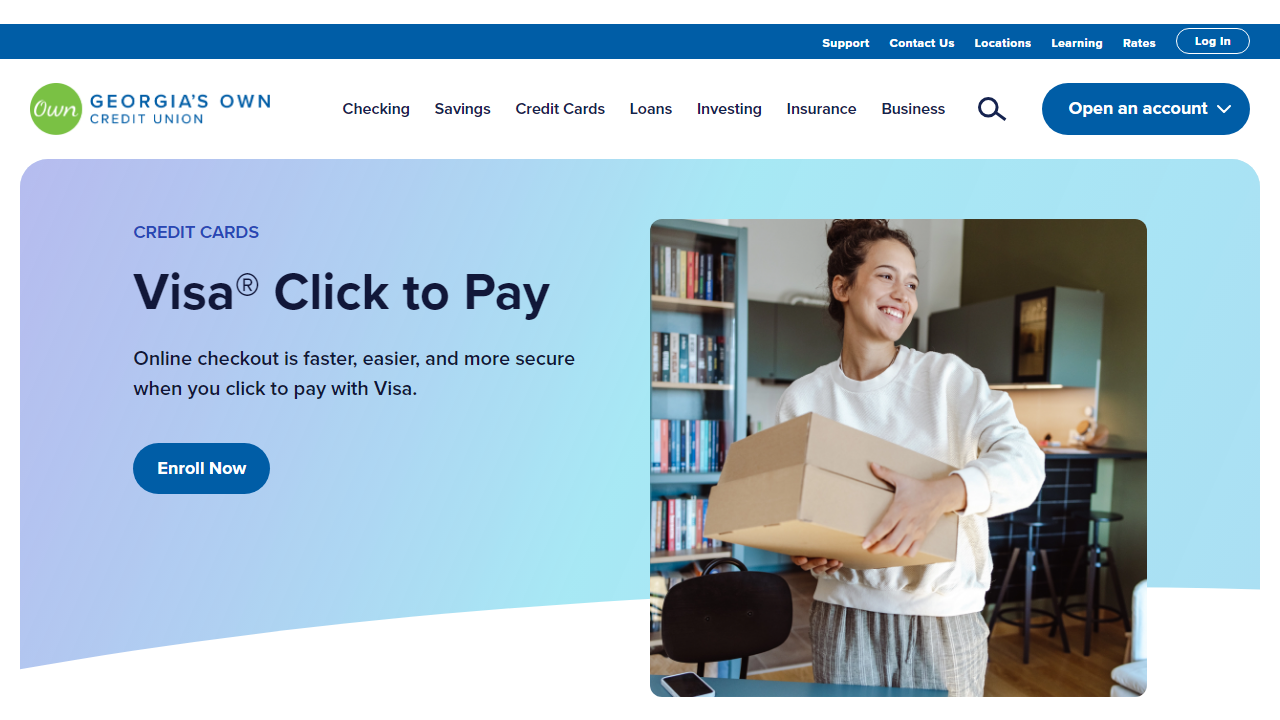 Support Contact Us Locations Learning Rates Log In
Own GEORGIA'S OWN
CREDIT UNION
Checking Savings Credit Cards Loans Investing Insurance Business
Open an account
CREDIT CARDS
Visa® Click to Pay
Online checkout is faster, easier, and more secure
when you click to pay with Visa.
Enroll Now